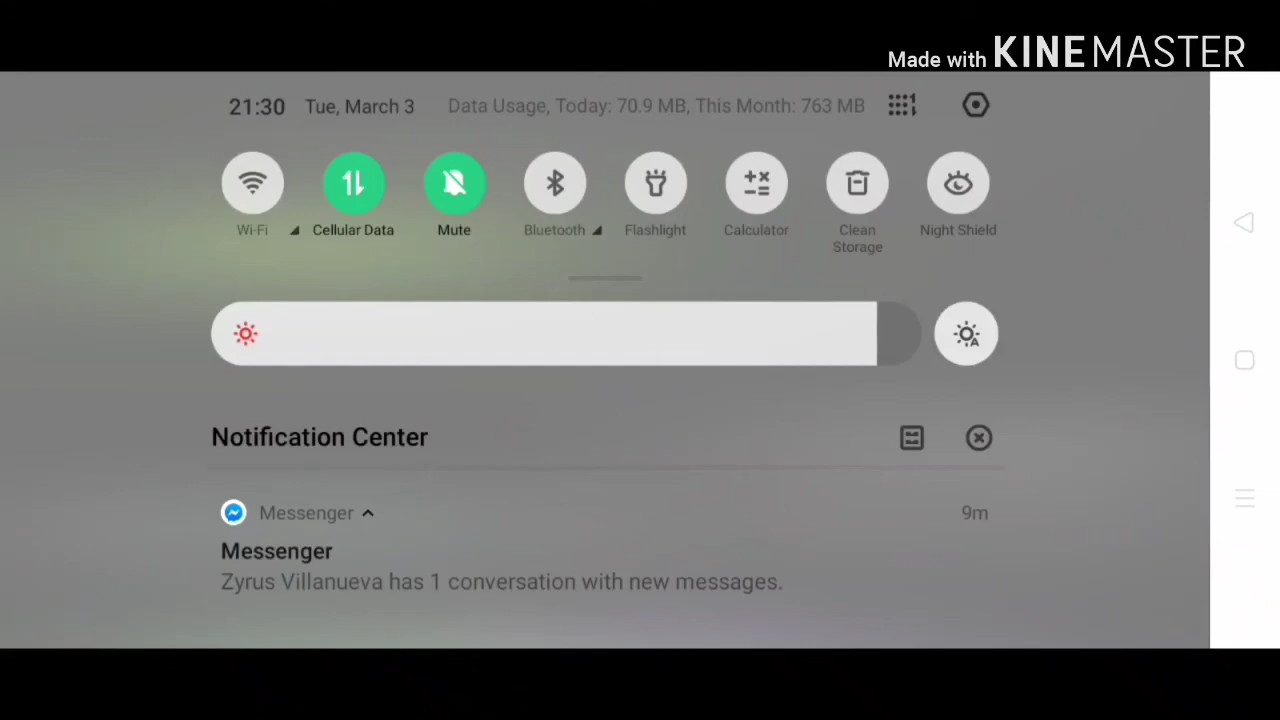 Made with KINEMASTER
21:30 Tue, March 3 Data Usage, Today: 70.9 MB, This Month: 763 MB
Wi-Fi Cellular Data Mute Bluetooth Flashlight Calculator Clean Storage Night Shield
Notification Center
Messenger 9m
Messenger
Zyrus Villanueva has 1 conversation with new messages.